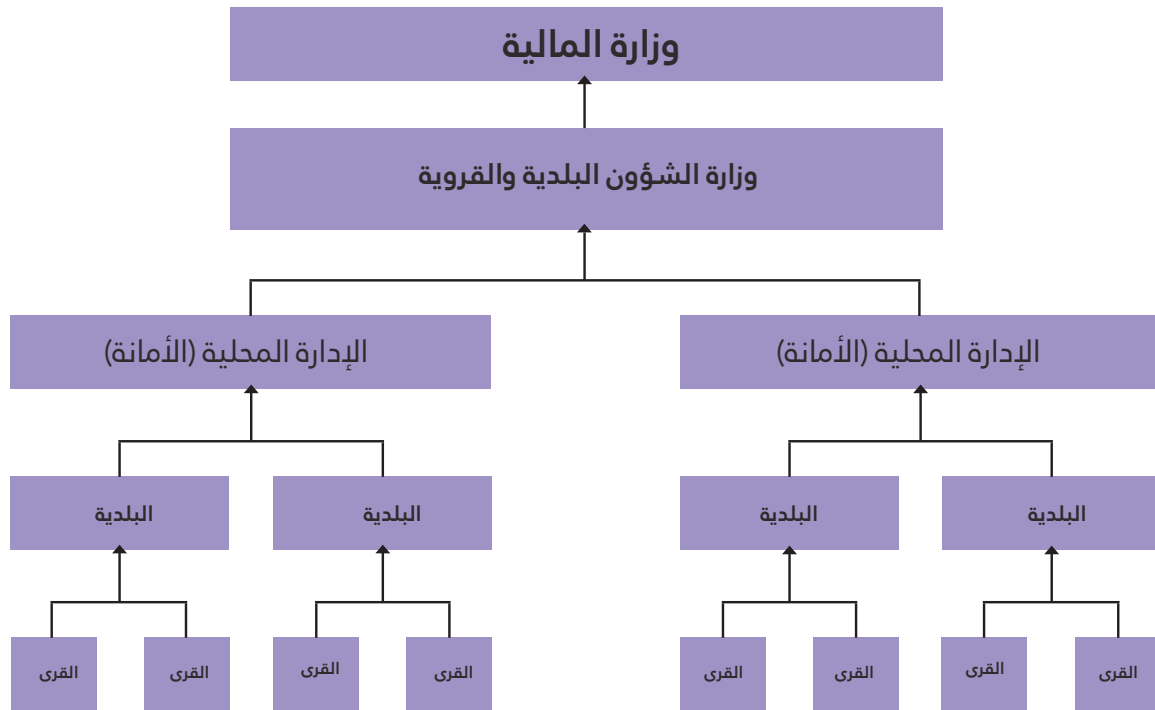 وزارة المالية
وزارة الشؤون البلدية والقروية
الإدارة المحلية (الأمانة)
الإدارة المحلية (الأمانة)
البلدية
البلدية
البلدية
البلدية
القرى
القرى
القرى
القرى
القرى
القرى
القرى
القرى